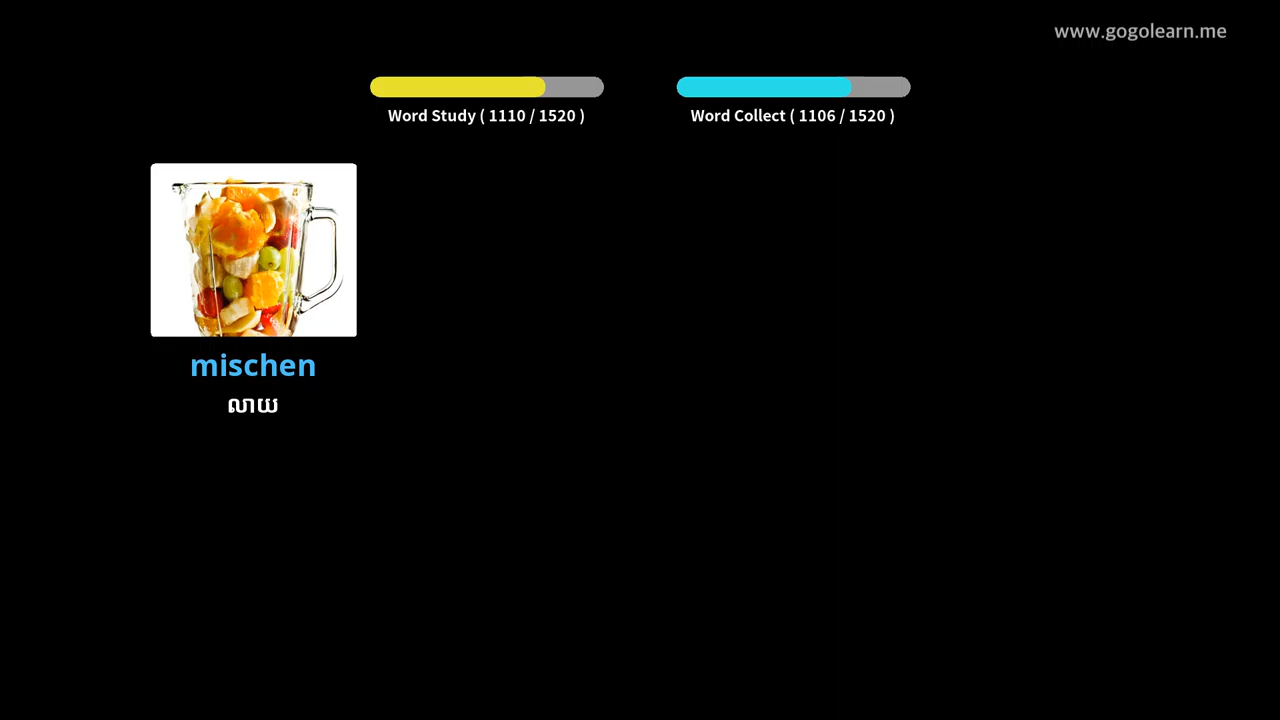 www.gogolearn.me
Word Study ( 1110 / 1520 )
Word Collect ( 1106 / 1520 )
mischen
លាយ